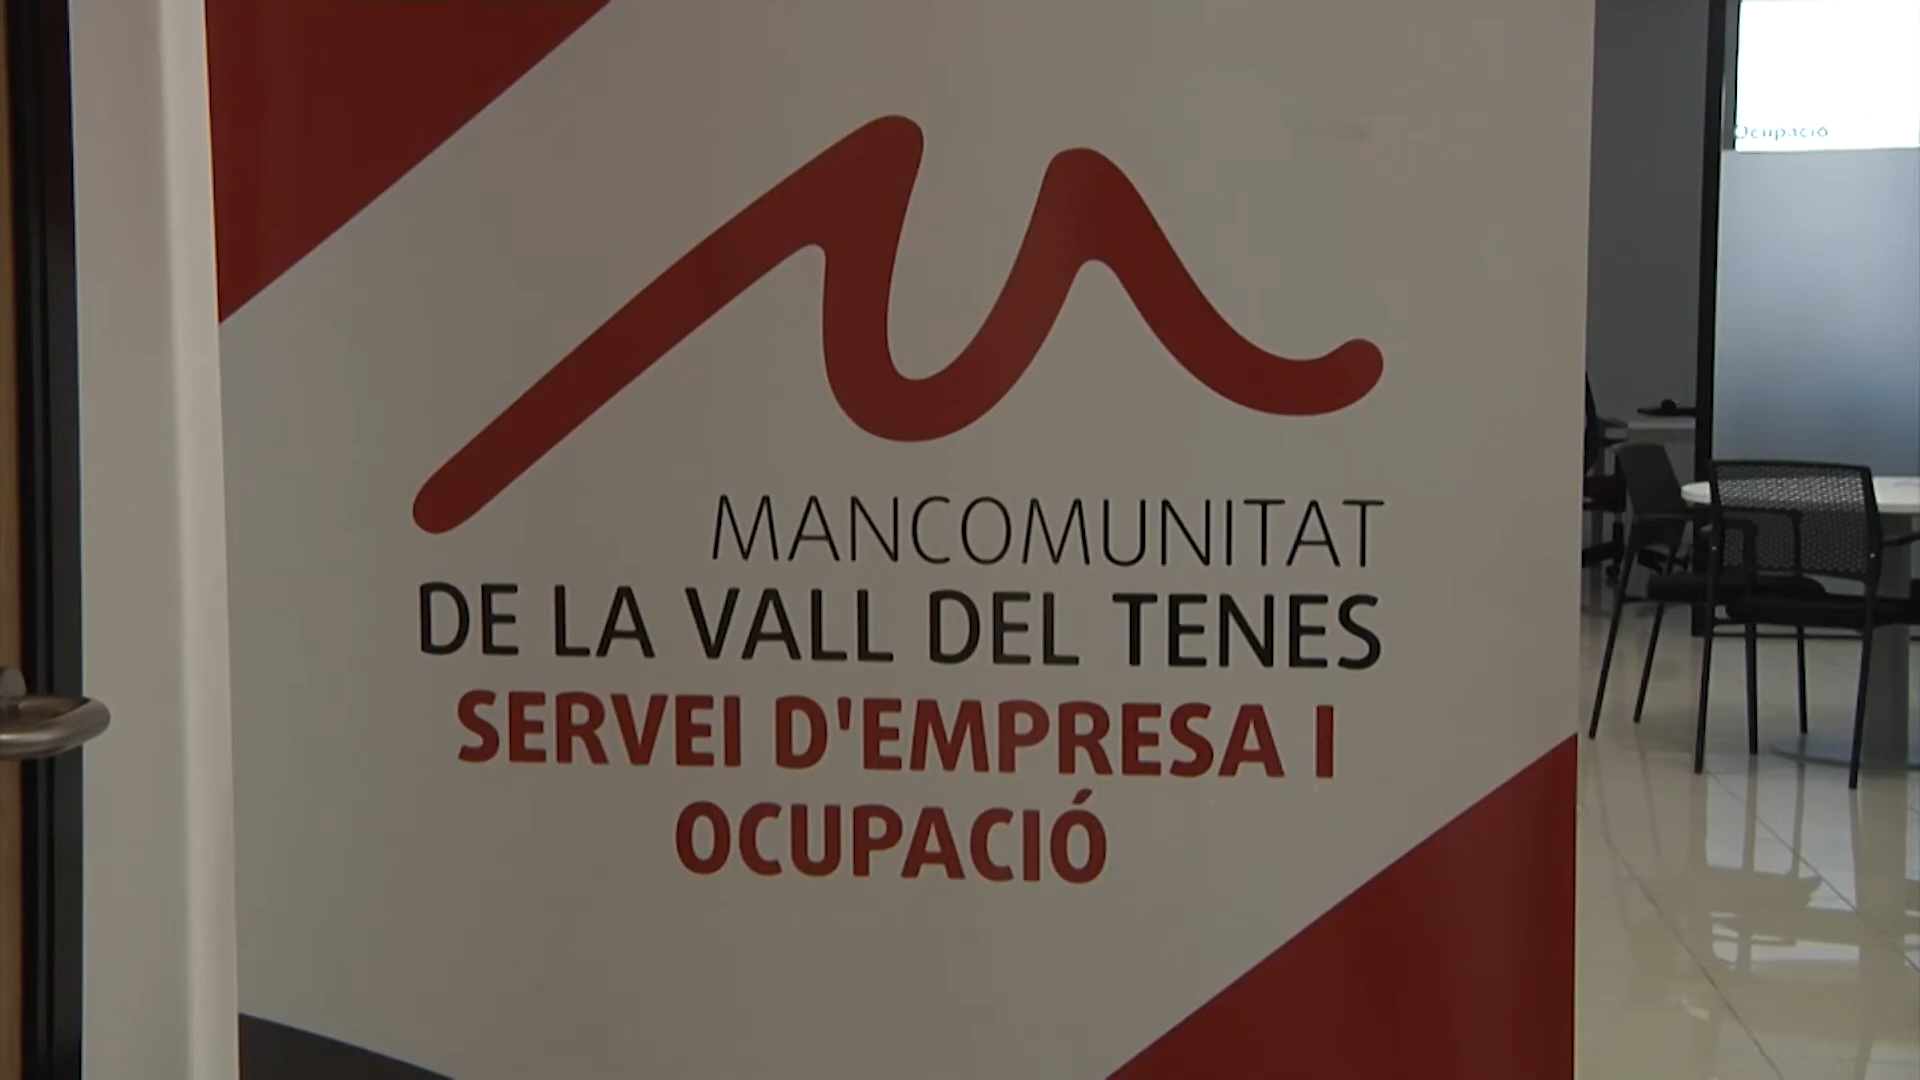 MANCOMUNITAT
DE LA VALL DEL TENES
SERVEI D'EMPRESA I
OCUPACIÓ
Ocupació